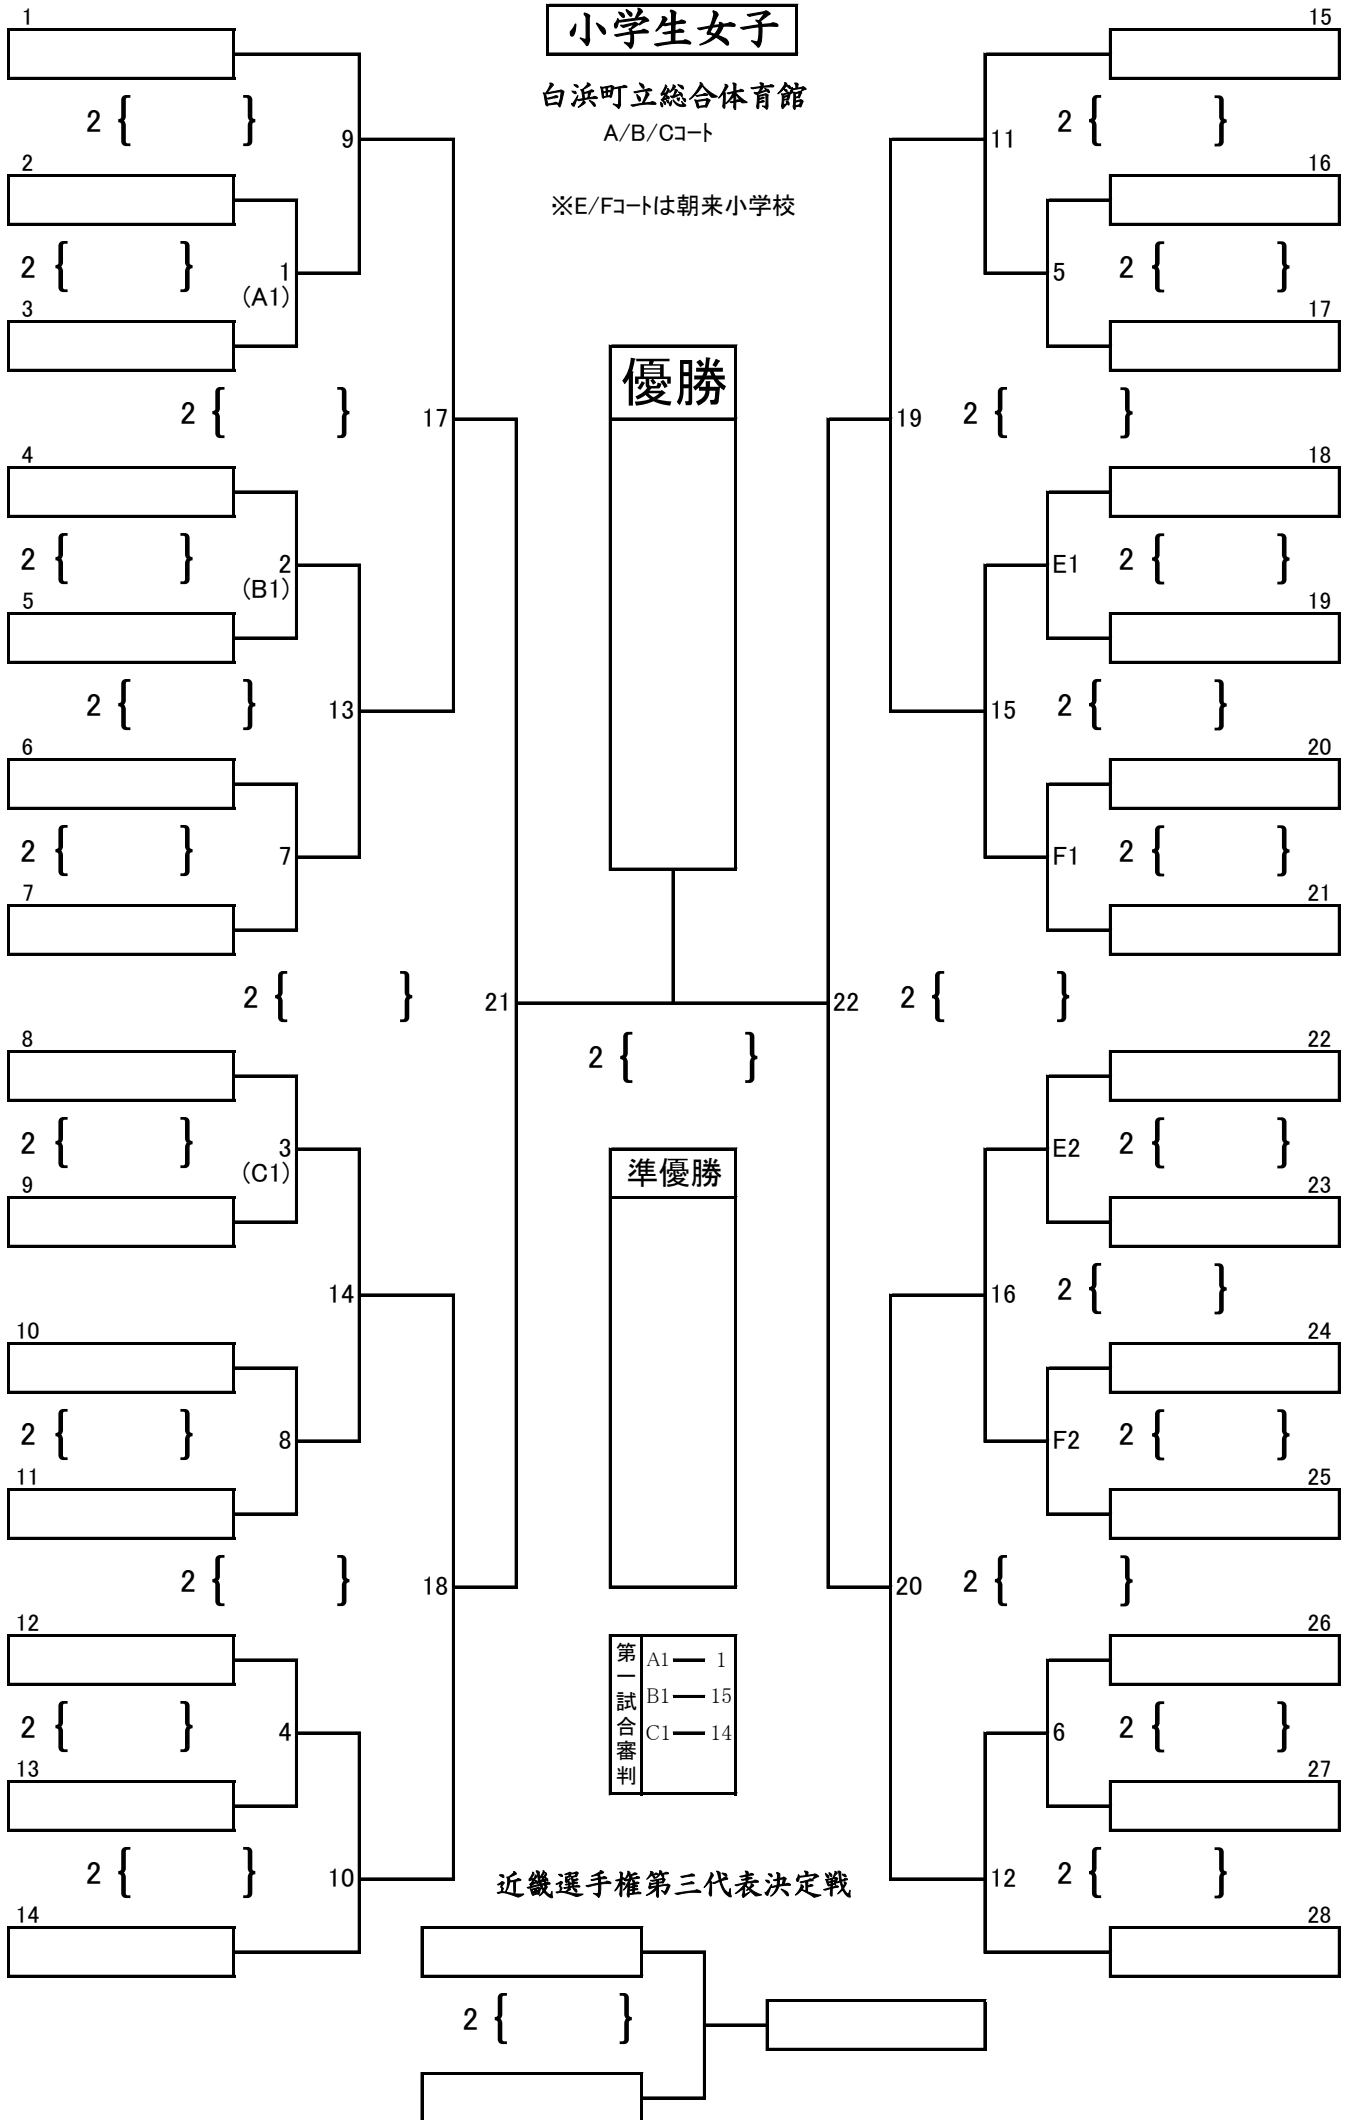 小学生女子
白浜町立総合体育館
A/B/Cコート
※E/Fコートは朝来小学校
1
2 { }
9
2
2 { }
1
(A1)
3
2 { }
17
4
2 { }
2
(B1)
5
2 { }
13
6
2 { }
7
7
2 { }
21
8
2 { }
3
(C1)
9
14
10
2 { }
8
11
2 { }
18
12
2 { }
4
13
2 { }
10
14
優勝
2 { }
準優勝
第一試合審判
A1 ― 1
B1 ― 15
C1 ― 14
15
11 2 { }
16
5 2 { }
17
19 2 { }
18
E1 2 { }
19
15 2 { }
20
F1 2 { }
21
22 2 { }
22
E2 2 { }
23
16 2 { }
24
F2 2 { }
25
20 2 { }
26
6 2 { }
27
12 2 { }
28
近畿選手権第三代表決定戦
2 { }